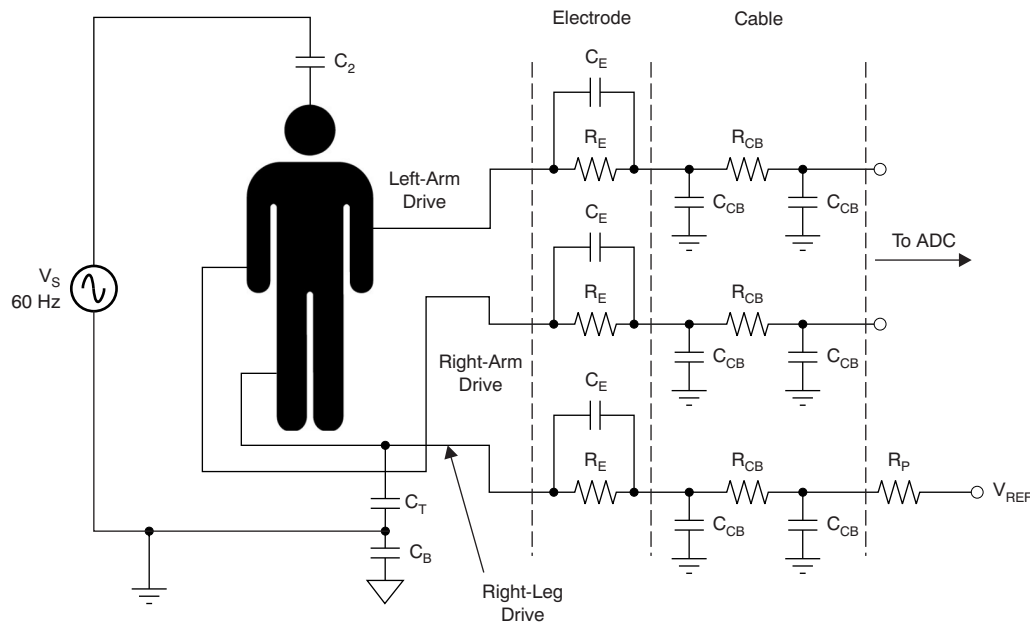 Electrode
Cable
C2
CE
RE
RCB
Left-Arm
Drive
CCB
CCB
To ADC
CE
VS
60 Hz
RE
RCB
Right-Arm
Drive
CCB
CCB
CE
RE
RCB
RP
VREF
CT
CCB
CCB
CB
Right-Leg
Drive